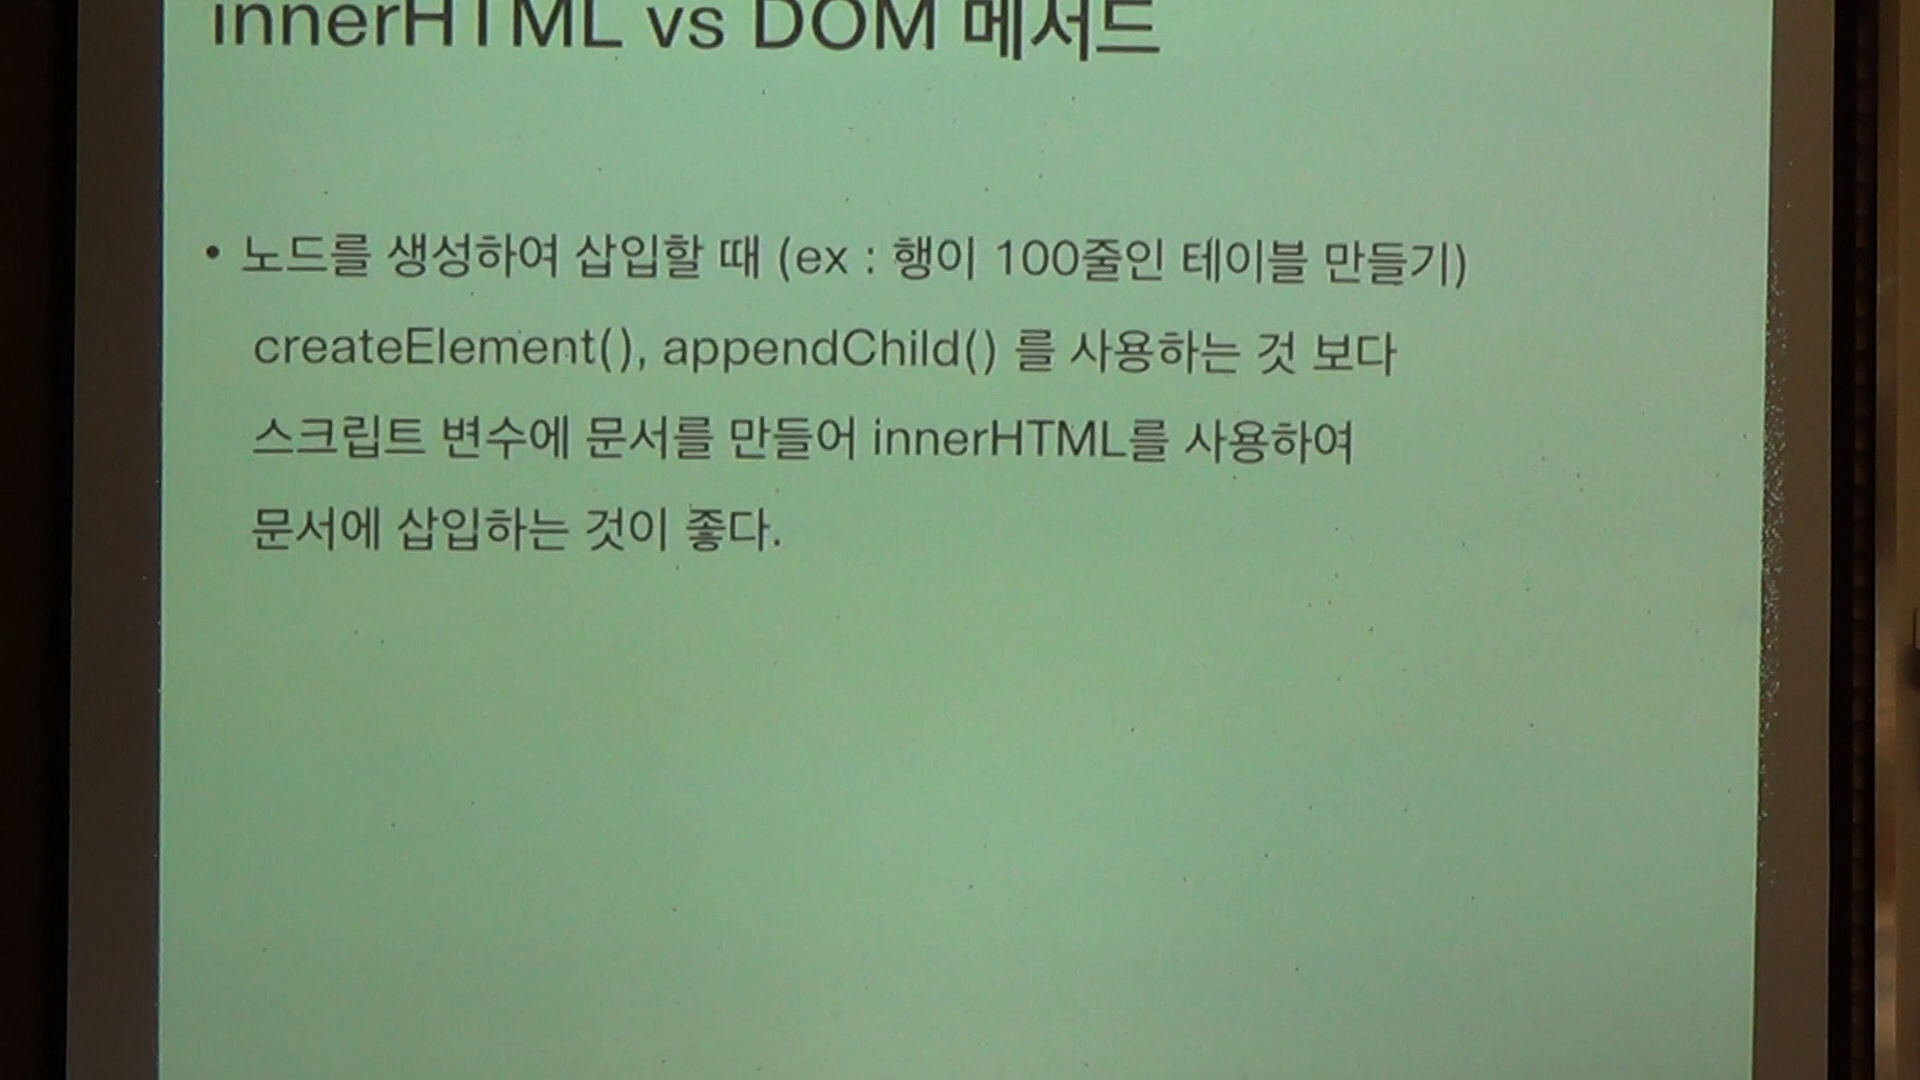 innerHTML vs DOM 메서드
• 노드를 생성하여 삽입할 때 (ex : 행이 100줄인 테이블 만들기)
createElement(), appendChild() 를 사용하는 것 보다
스크립트 변수에 문서를 만들어 innerHTML를 사용하여
문서에 삽입하는 것이 좋다.